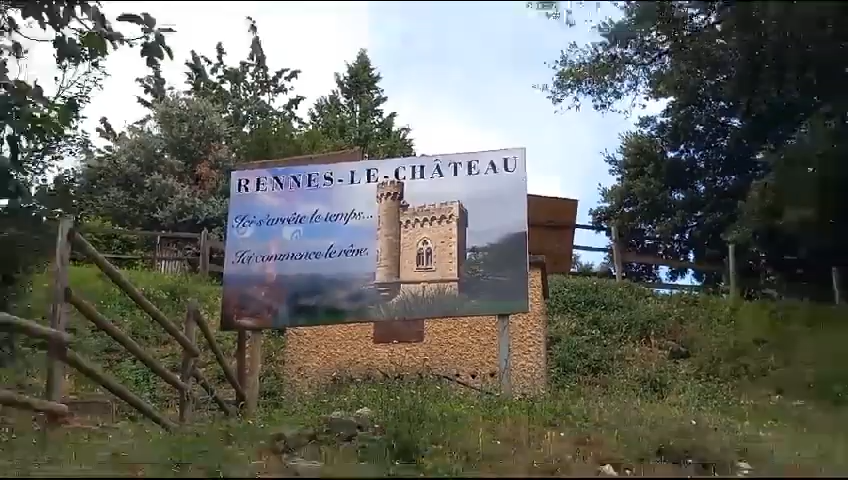 RENNES-LE-CHÂTEAU
Ici s'arrête le temps...
Ici commence le rêve.